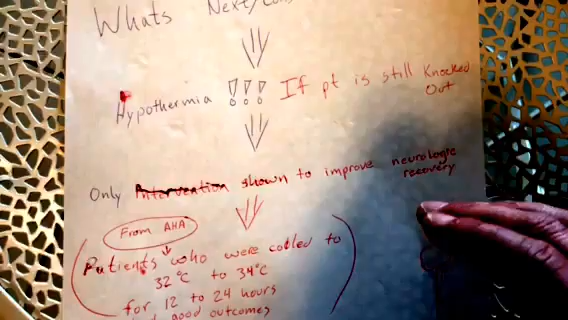 Whats Next/
Hypothermia !!! If pt is still Knocked
Out
Only Intervention shown to improve neurologic
recovery
From AHA
(Patients who were cooled to
32°C to 34°C
for 12 to 24 hours
good outcomes